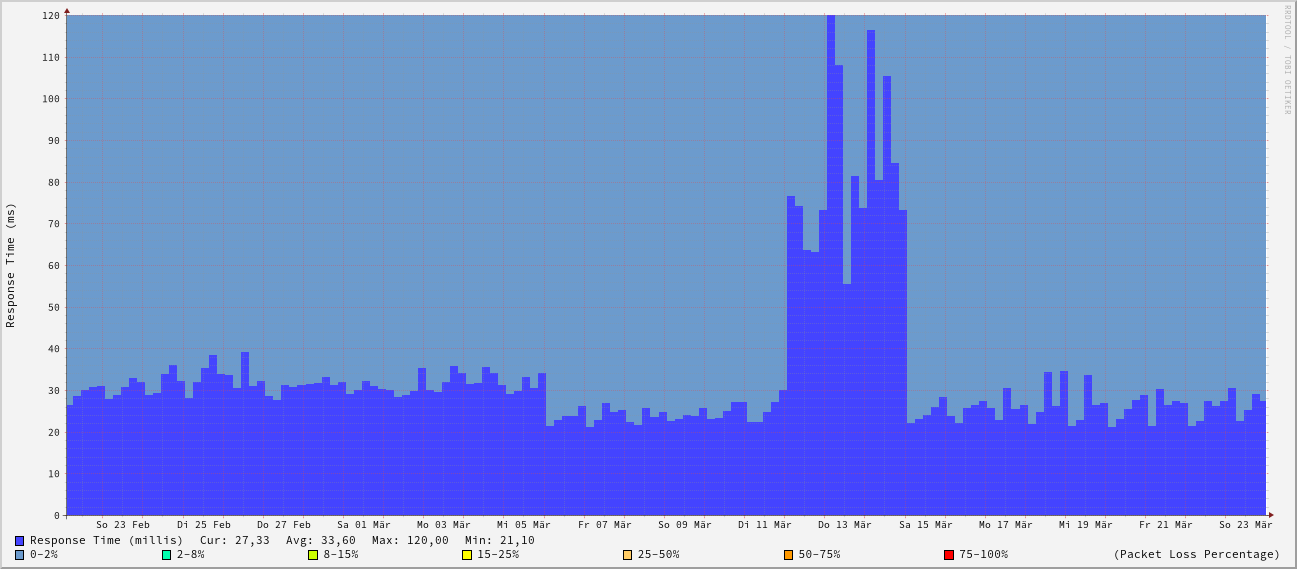 RRDTOOL / TOBI OETIKER
Response Time (ms)
120
110
100
90
80
70
60
50
40
30
20
10
0
So 23 Feb Di 25 Feb Do 27 Feb Sa 01 Mär Mo 03 Mär Mi 05 Mär Fr 07 Mär So 09 Mär Di 11 Mär Do 13 Mär Sa 15 Mär Mo 17 Mär Mi 19 Mär Fr 21 Mär So 23 Mär
Response Time (millis) Cur: 27,33 Avg: 33,60 Max: 120,00 Min: 21,10
0-2% 2-8% 8-15% 15-25% 25-50% 50-75% 75-100% (Packet Loss Percentage)